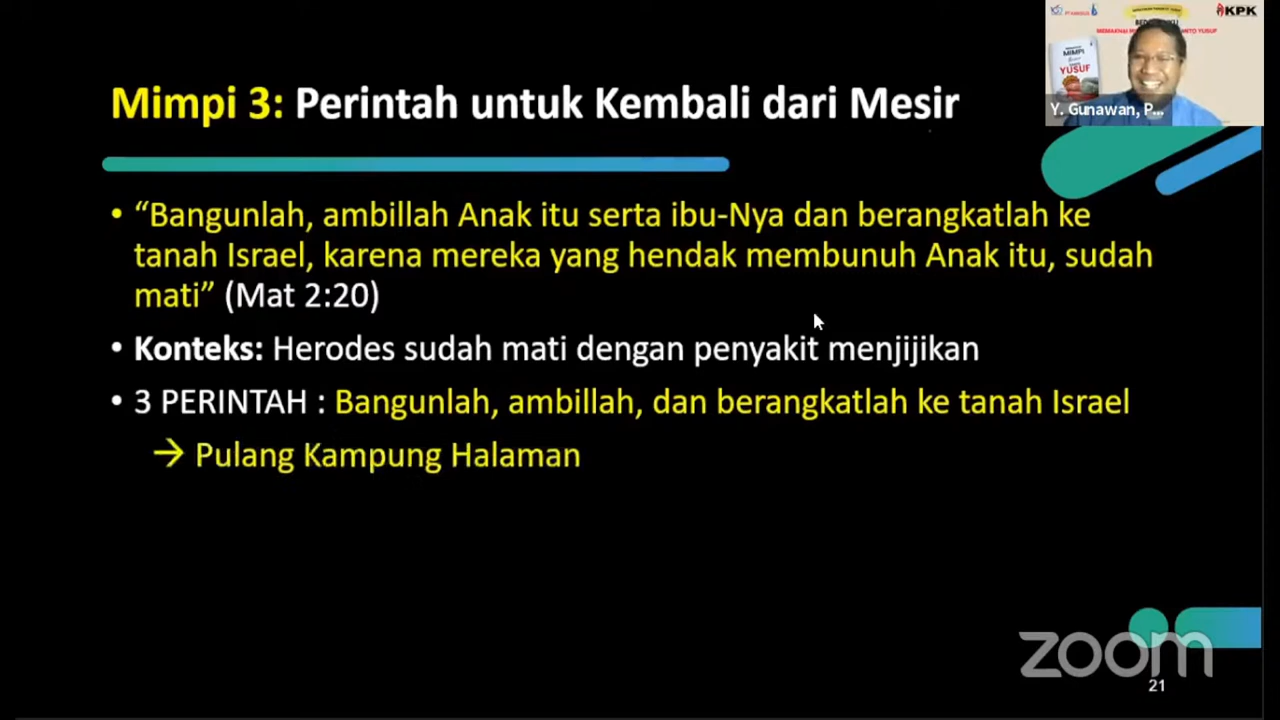 KPK
MIMPI
YUSUF
Y. Gunawan, P...
Mimpi 3: Perintah untuk Kembali dari Mesir
• “Bangunlah, ambillah Anak itu serta ibu-Nya dan berangkatlah ke
tanah Israel, karena mereka yang hendak membunuh Anak itu, sudah
mati” (Mat 2:20)
• Konteks: Herodes sudah mati dengan penyakit menjijikan
• 3 PERINTAH : Bangunlah, ambillah, dan berangkatlah ke tanah Israel
→ Pulang Kampung Halaman
zoom
21